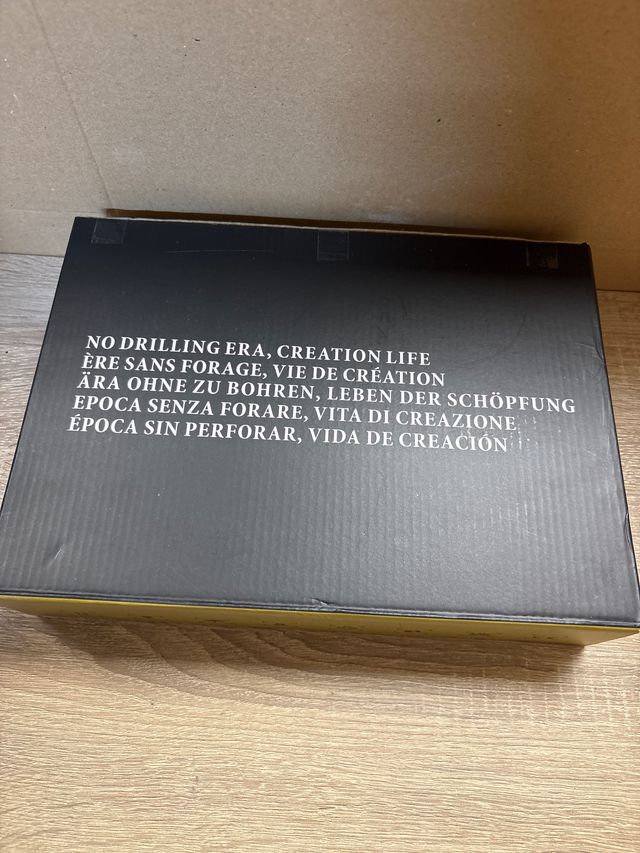 NO DRILLING ERA, CREATION LIFE
ÈRE SANS FORAGE, VIE DE CRÉATION
ÄRA OHNE ZU BOHREN, LEBEN DER SCHÖPFUNG
EPOCA SENZA FORARE, VITA DI CREAZIONE
ÉPOCA SIN PERFORAR, VIDA DE CREACIÓN